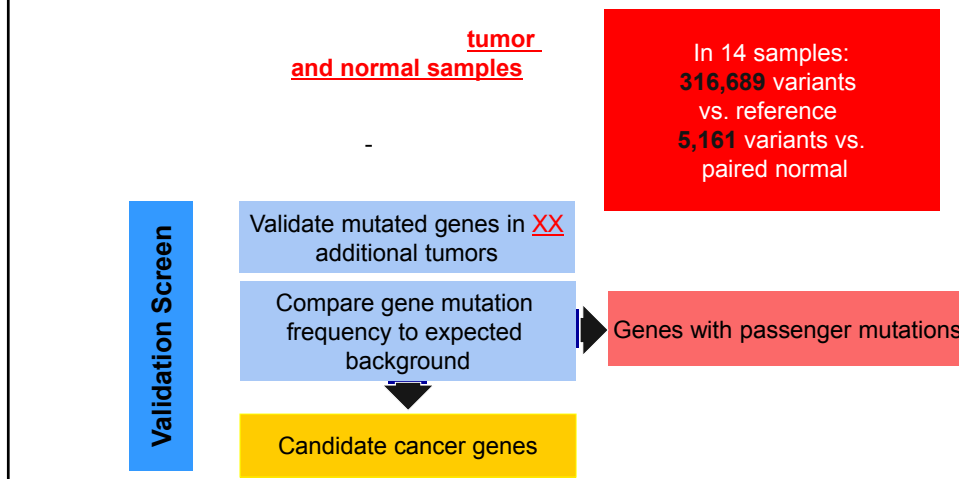 tumor
and normal samples
-
In 14 samples:
316,689 variants
vs. reference
5,161 variants vs.
paired normal
Validation Screen
Validate mutated genes in XX
additional tumors
Compare gene mutation
frequency to expected
background
Genes with passenger mutations
Candidate cancer genes